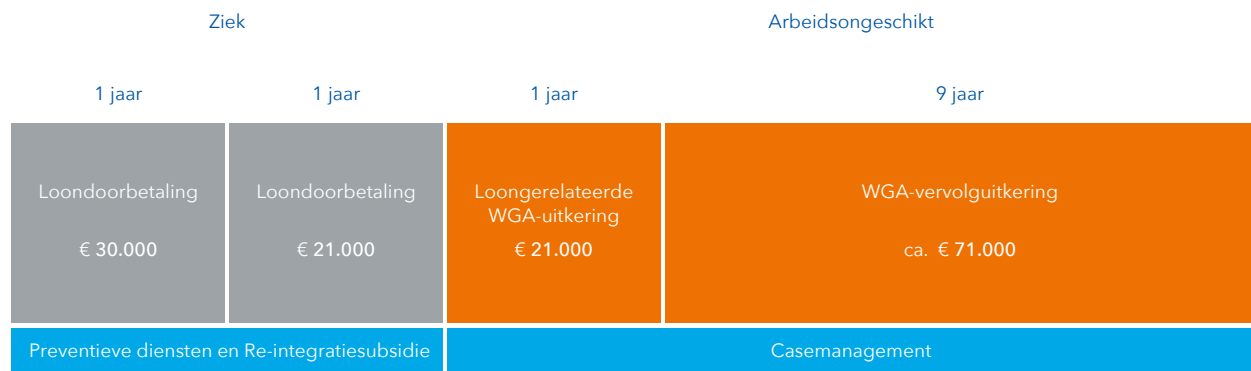 Ziek
Arbeidsongeschikt
1 jaar
1 jaar
1 jaar
9 jaar
Loondoorbetaling
€ 30.000
Loondoorbetaling
€ 21.000
Loongerelateerde
WGA-uitkering
€ 21.000
WGA-vervolguitkering
ca. € 71.000
Preventieve diensten en Re-integratiesubsidie
Casemanagement